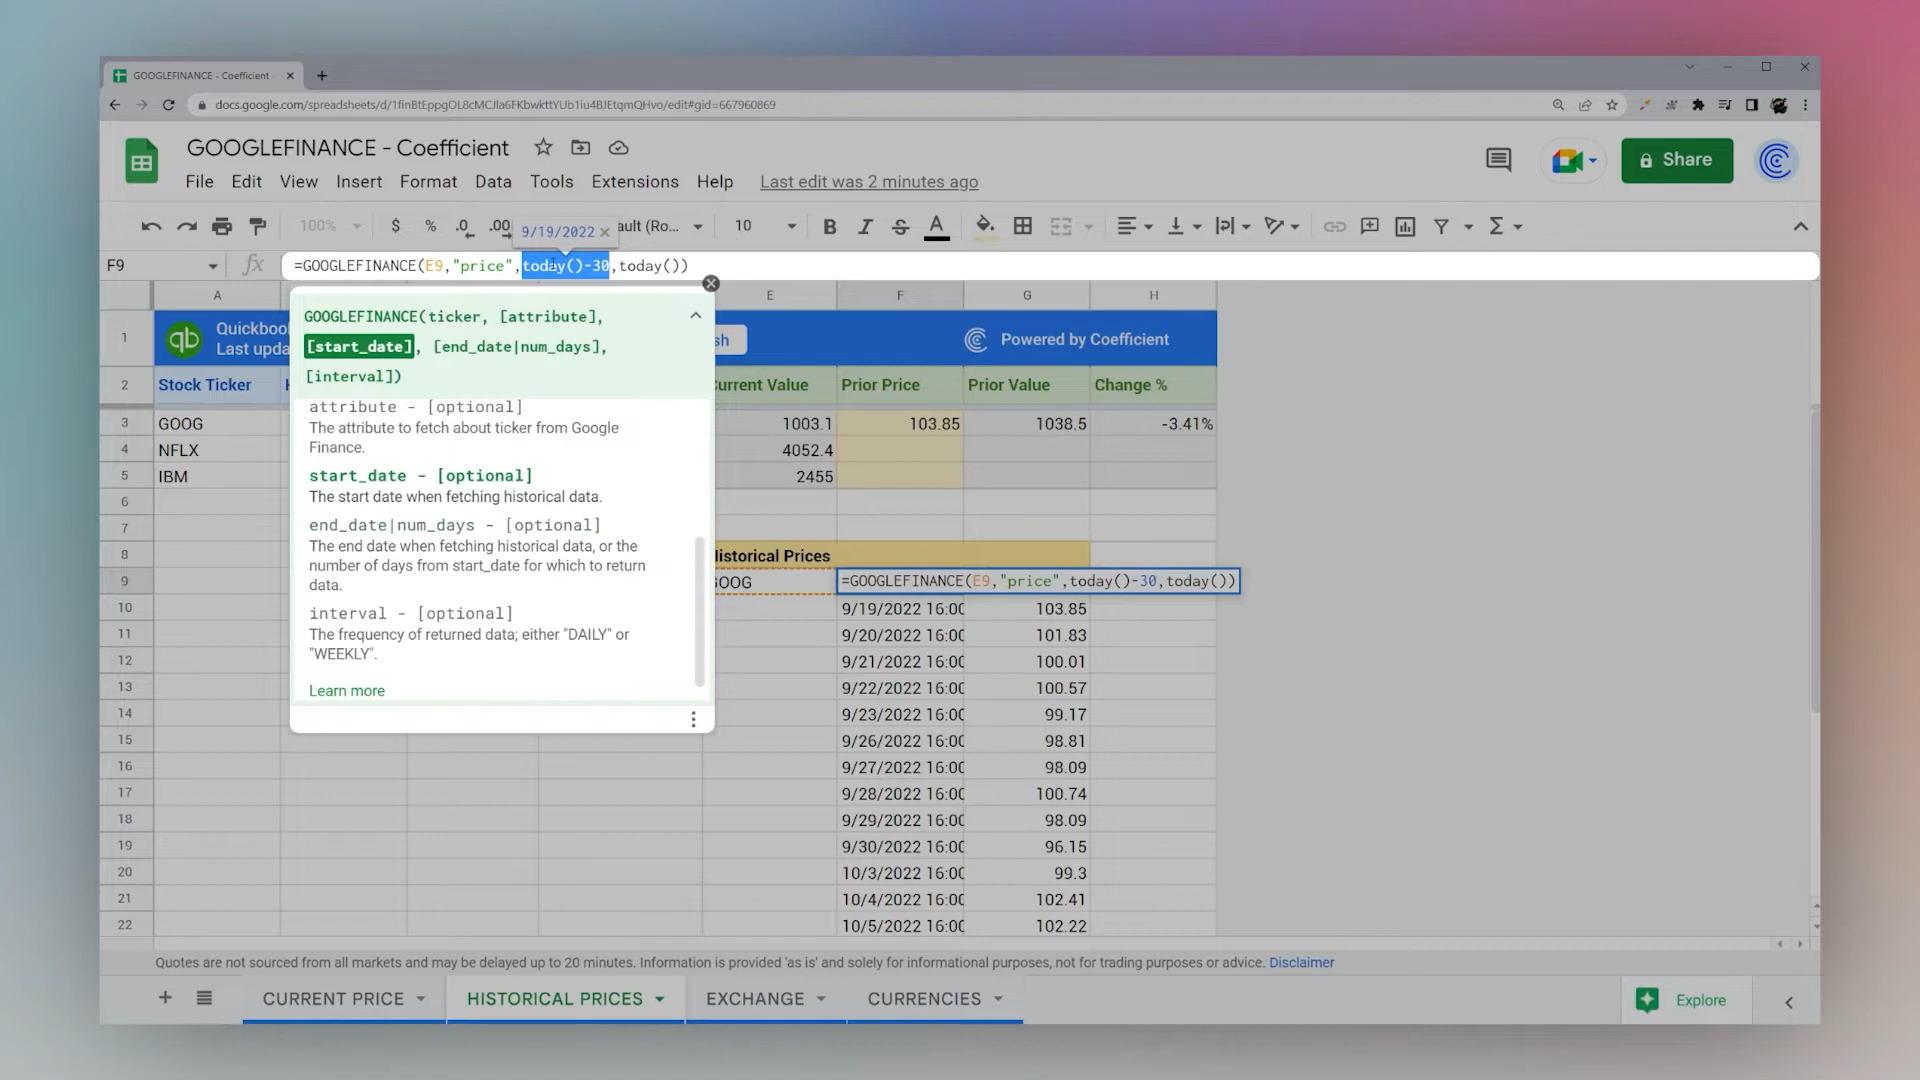 GOOGLEFINANCE - Coefficient
docs.google.com/spreadsheets/d/1finBtEppgOL8cMCJla6FKbwkttYUb1iu4BJEtqmQHvo/edit#gid=667960869
GOOGLEFINANCE - Coefficient
File Edit View Insert Format Data Tools Extensions Help Last edit was 2 minutes ago
Share
100% $ % .0 .00 9/19/2022 ault (Ro... 10 B I S A
F9 fx =GOOGLEFINANCE(E9,"price",today()-30,today())
A E F G H
GOOGLEFINANCE(ticker, [attribute],
[start_date], [end_date|num_days],
[interval])
attribute - [optional]
The attribute to fetch about ticker from Google
Finance.
start_date - [optional]
The start date when fetching historical data.
end_date|num_days - [optional]
The end date when fetching historical data, or the
number of days from start_date for which to return
data.
interval - [optional]
The frequency of returned data; either "DAILY" or
"WEEKLY".
Learn more
1 qb Powered by Coefficient
2 Stock Ticker Current Value Prior Price Prior Value Change %
3 GOOG 1003.1 103.85 1038.5 -3.41%
4 NFLX 4052.4
5 IBM 2455
6
7
8 Historical Prices
9 GOOG =GOOGLEFINANCE(E9,"price",today()-30,today())
10 9/19/2022 16:00 103.85
11 9/20/2022 16:00 101.83
12 9/21/2022 16:00 100.01
13 9/22/2022 16:00 100.57
14 9/23/2022 16:00 99.17
15 9/26/2022 16:00 98.81
16 9/27/2022 16:00 98.09
17 9/28/2022 16:00 100.74
18 9/29/2022 16:00 98.09
19 9/30/2022 16:00 96.15
20 10/3/2022 16:00 99.3
21 10/4/2022 16:00 102.41
22 10/5/2022 16:00 102.22
Quotes are not sourced from all markets and may be delayed up to 20 minutes. Information is provided 'as is' and solely for informational purposes, not for trading purposes or advice. Disclaimer
CURRENT PRICE HISTORICAL PRICES EXCHANGE CURRENCIES Explore